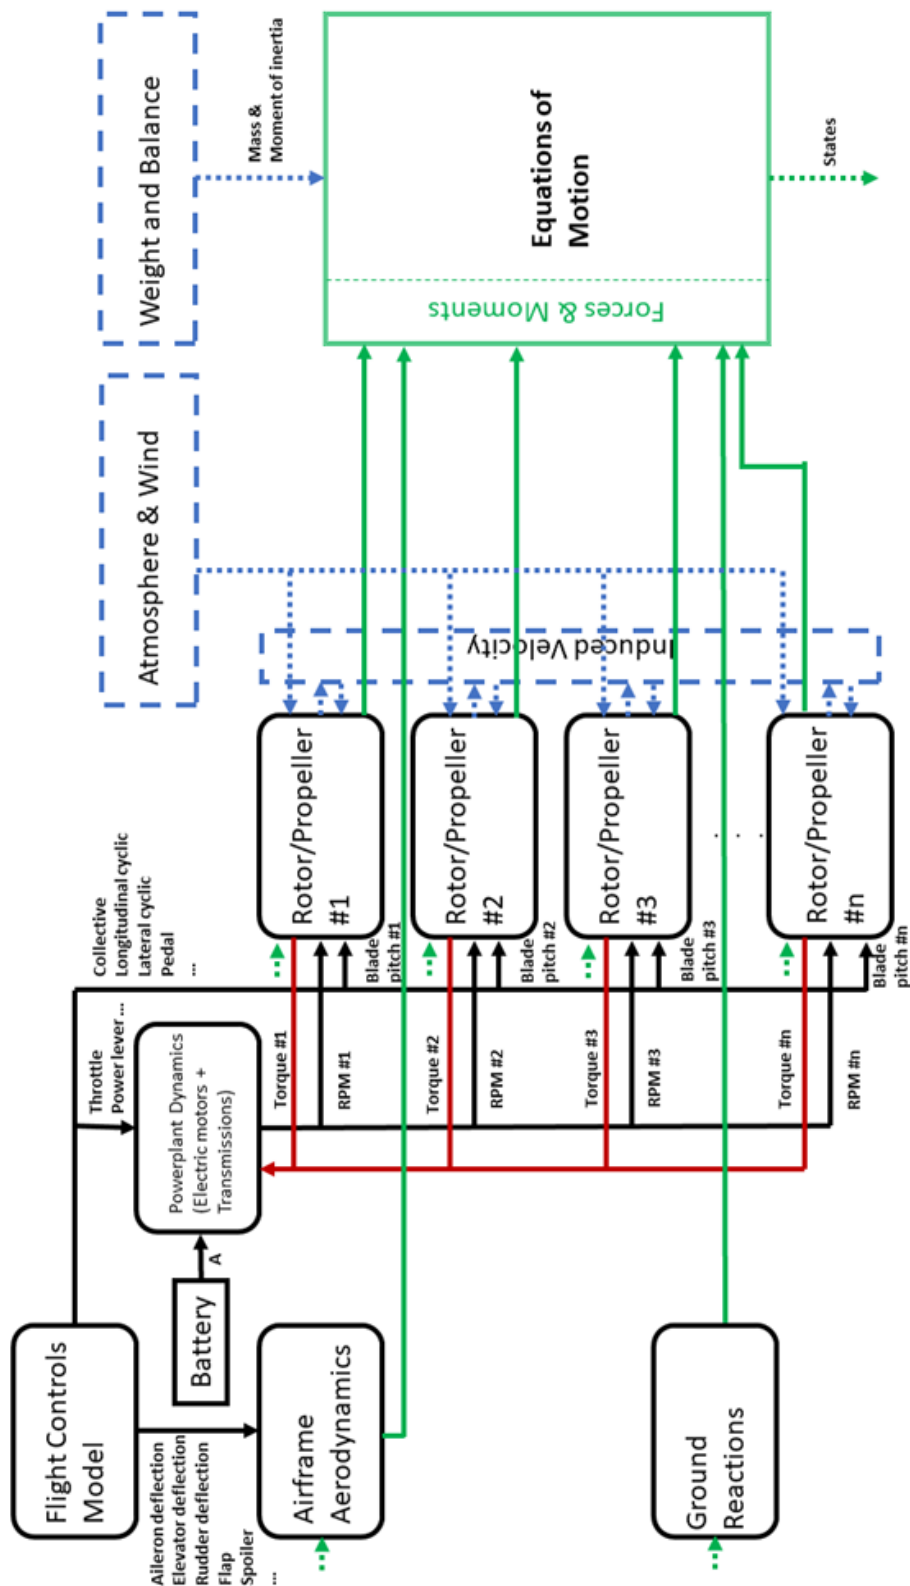 Flight Controls
Model
Aileron deflection
Elevator deflection
Rudder deflection
Flap
Spoiler
...
Battery
A
Airframe
Aerodynamics
Ground
Reactions
Throttle
Power lever ...
Powerplant Dynamics
(Electric motors +
Transmissions)
Collective
Longitudinal cyclic
Lateral cyclic
Pedal
...
Torque #1
RPM #1
Blade
pitch #1
Rotor/Propeller
#1
Torque #2
RPM #2
Blade
pitch #2
Rotor/Propeller
#2
Torque #3
RPM #3
Blade
pitch #3
Rotor/Propeller
#3
. . .
Torque #n
RPM #n
Blade
pitch #n
Rotor/Propeller
#n
Induced Velocity
Atmosphere & Wind
Weight and Balance
Mass &
Moment of inertia
Forces & Moments
Equations of
Motion
States